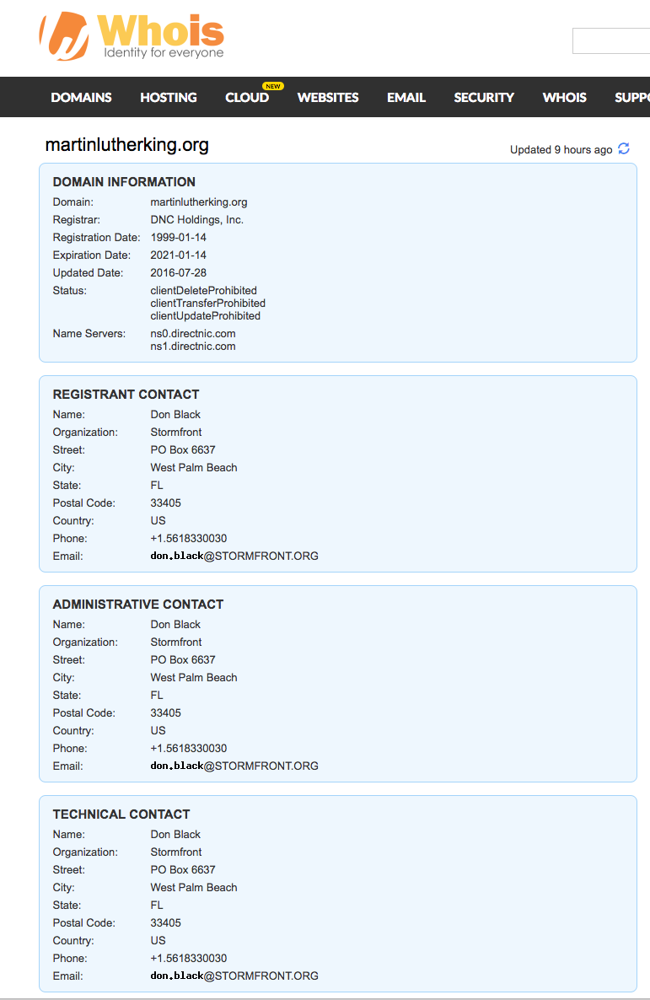 Whois
Identity for everyone
NEW
DOMAINS HOSTING CLOUD WEBSITES EMAIL SECURITY WHOIS SUPPO
martinlutherking.org
Updated 9 hours ago
DOMAIN INFORMATION
Domain: martinlutherking.org
Registrar: DNC Holdings, Inc.
Registration Date: 1999-01-14
Expiration Date: 2021-01-14
Updated Date: 2016-07-28
Status: clientDeleteProhibited
clientTransferProhibited
clientUpdateProhibited
Name Servers: ns0.directnic.com
ns1.directnic.com
REGISTRANT CONTACT
Name: Don Black
Organization: Stormfront
Street: PO Box 6637
City: West Palm Beach
State: FL
Postal Code: 33405
Country: US
Phone: +1.5618330030
Email: don.black@STORMFRONT.ORG
ADMINISTRATIVE CONTACT
Name: Don Black
Organization: Stormfront
Street: PO Box 6637
City: West Palm Beach
State: FL
Postal Code: 33405
Country: US
Phone: +1.5618330030
Email: don.black@STORMFRONT.ORG
TECHNICAL CONTACT
Name: Don Black
Organization: Stormfront
Street: PO Box 6637
City: West Palm Beach
State: FL
Postal Code: 33405
Country: US
Phone: +1.5618330030
Email: don.black@STORMFRONT.ORG